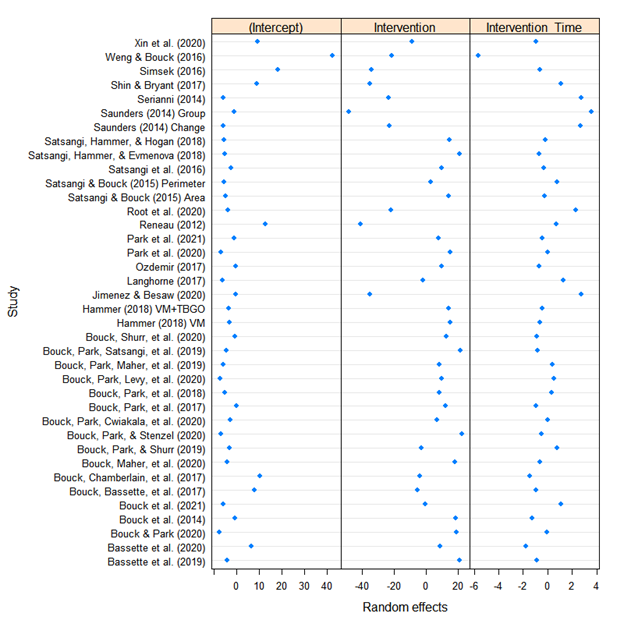 (Intercept) Intervention Intervention Time
Xin et al. (2020)
Weng & Bouck (2016)
Simsek (2016)
Shin & Bryant (2017)
Serianni (2014)
Saunders (2014) Group
Saunders (2014) Change
Satsangi, Hammer, & Hogan (2018)
Satsangi, Hammer, & Evmenova (2018)
Satsangi et al. (2016)
Satsangi & Bouck (2015) Perimeter
Satsangi & Bouck (2015) Area
Root et al. (2020)
Reneau (2012)
Park et al. (2021)
Park et al. (2020)
Ozdemir (2017)
Langhorne (2017)
Jimenez & Besaw (2020)
Hammer (2018) VM+TBGO
Hammer (2018) VM
Bouck, Shurr, et al. (2020)
Bouck, Park, Satsangi, et al. (2019)
Bouck, Park, Maher, et al. (2019)
Bouck, Park, Levy, et al. (2020)
Bouck, Park, et al. (2018)
Bouck, Park, et al. (2017)
Bouck, Park, Cwiakala, et al. (2020)
Bouck, Park, & Stenzel (2020)
Bouck, Park, & Shurr (2019)
Bouck, Maher, et al. (2020)
Bouck, Chamberlain, et al. (2017)
Bouck, Bassette, et al. (2017)
Bouck et al. (2021)
Bouck et al. (2014)
Bouck & Park (2020)
Bassette et al. (2020)
Bassette et al. (2019)
Study
0 10 20 30 40 -40 -20 0 20 -6 -4 -2 0 2 4
Random effects